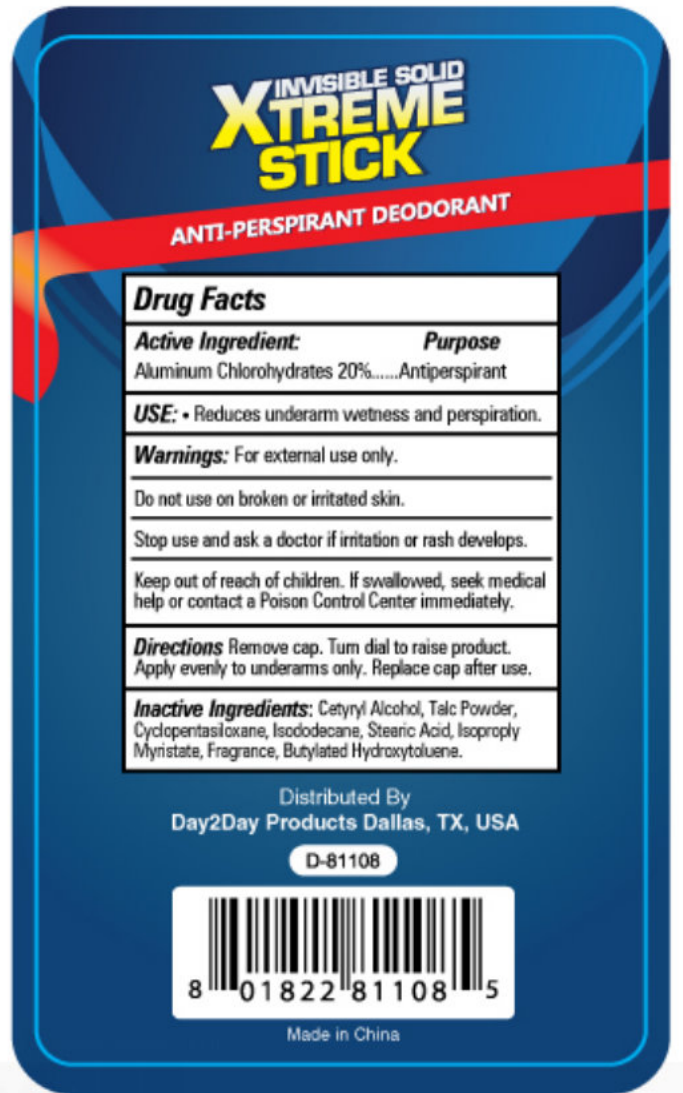 INVISIBLE SOLID
XTREME
STICK
ANTI-PERSPIRANT DEODORANT
Drug Facts
Active Ingredient: Purpose
Aluminum Chlorohydrates 20%......Antiperspirant
USE: • Reduces underarm wetness and perspiration.
Warnings: For external use only.
Do not use on broken or irritated skin.
Stop use and ask a doctor if irritation or rash develops.
Keep out of reach of children. If swallowed, seek medical
help or contact a Poison Control Center immediately.
Directions Remove cap. Turn dial to raise product.
Apply evenly to underarms only. Replace cap after use.
Inactive Ingredients: Cetyryl Alcohol, Talc Powder,
Cyclopentasiloxane, Isododecane, Stearic Acid, Isoproply
Myristate, Fragrance, Butylated Hydroxytoluene.
Distributed By
Day2Day Products Dallas, TX, USA
D-81108
8 01822 81108 5
Made in China